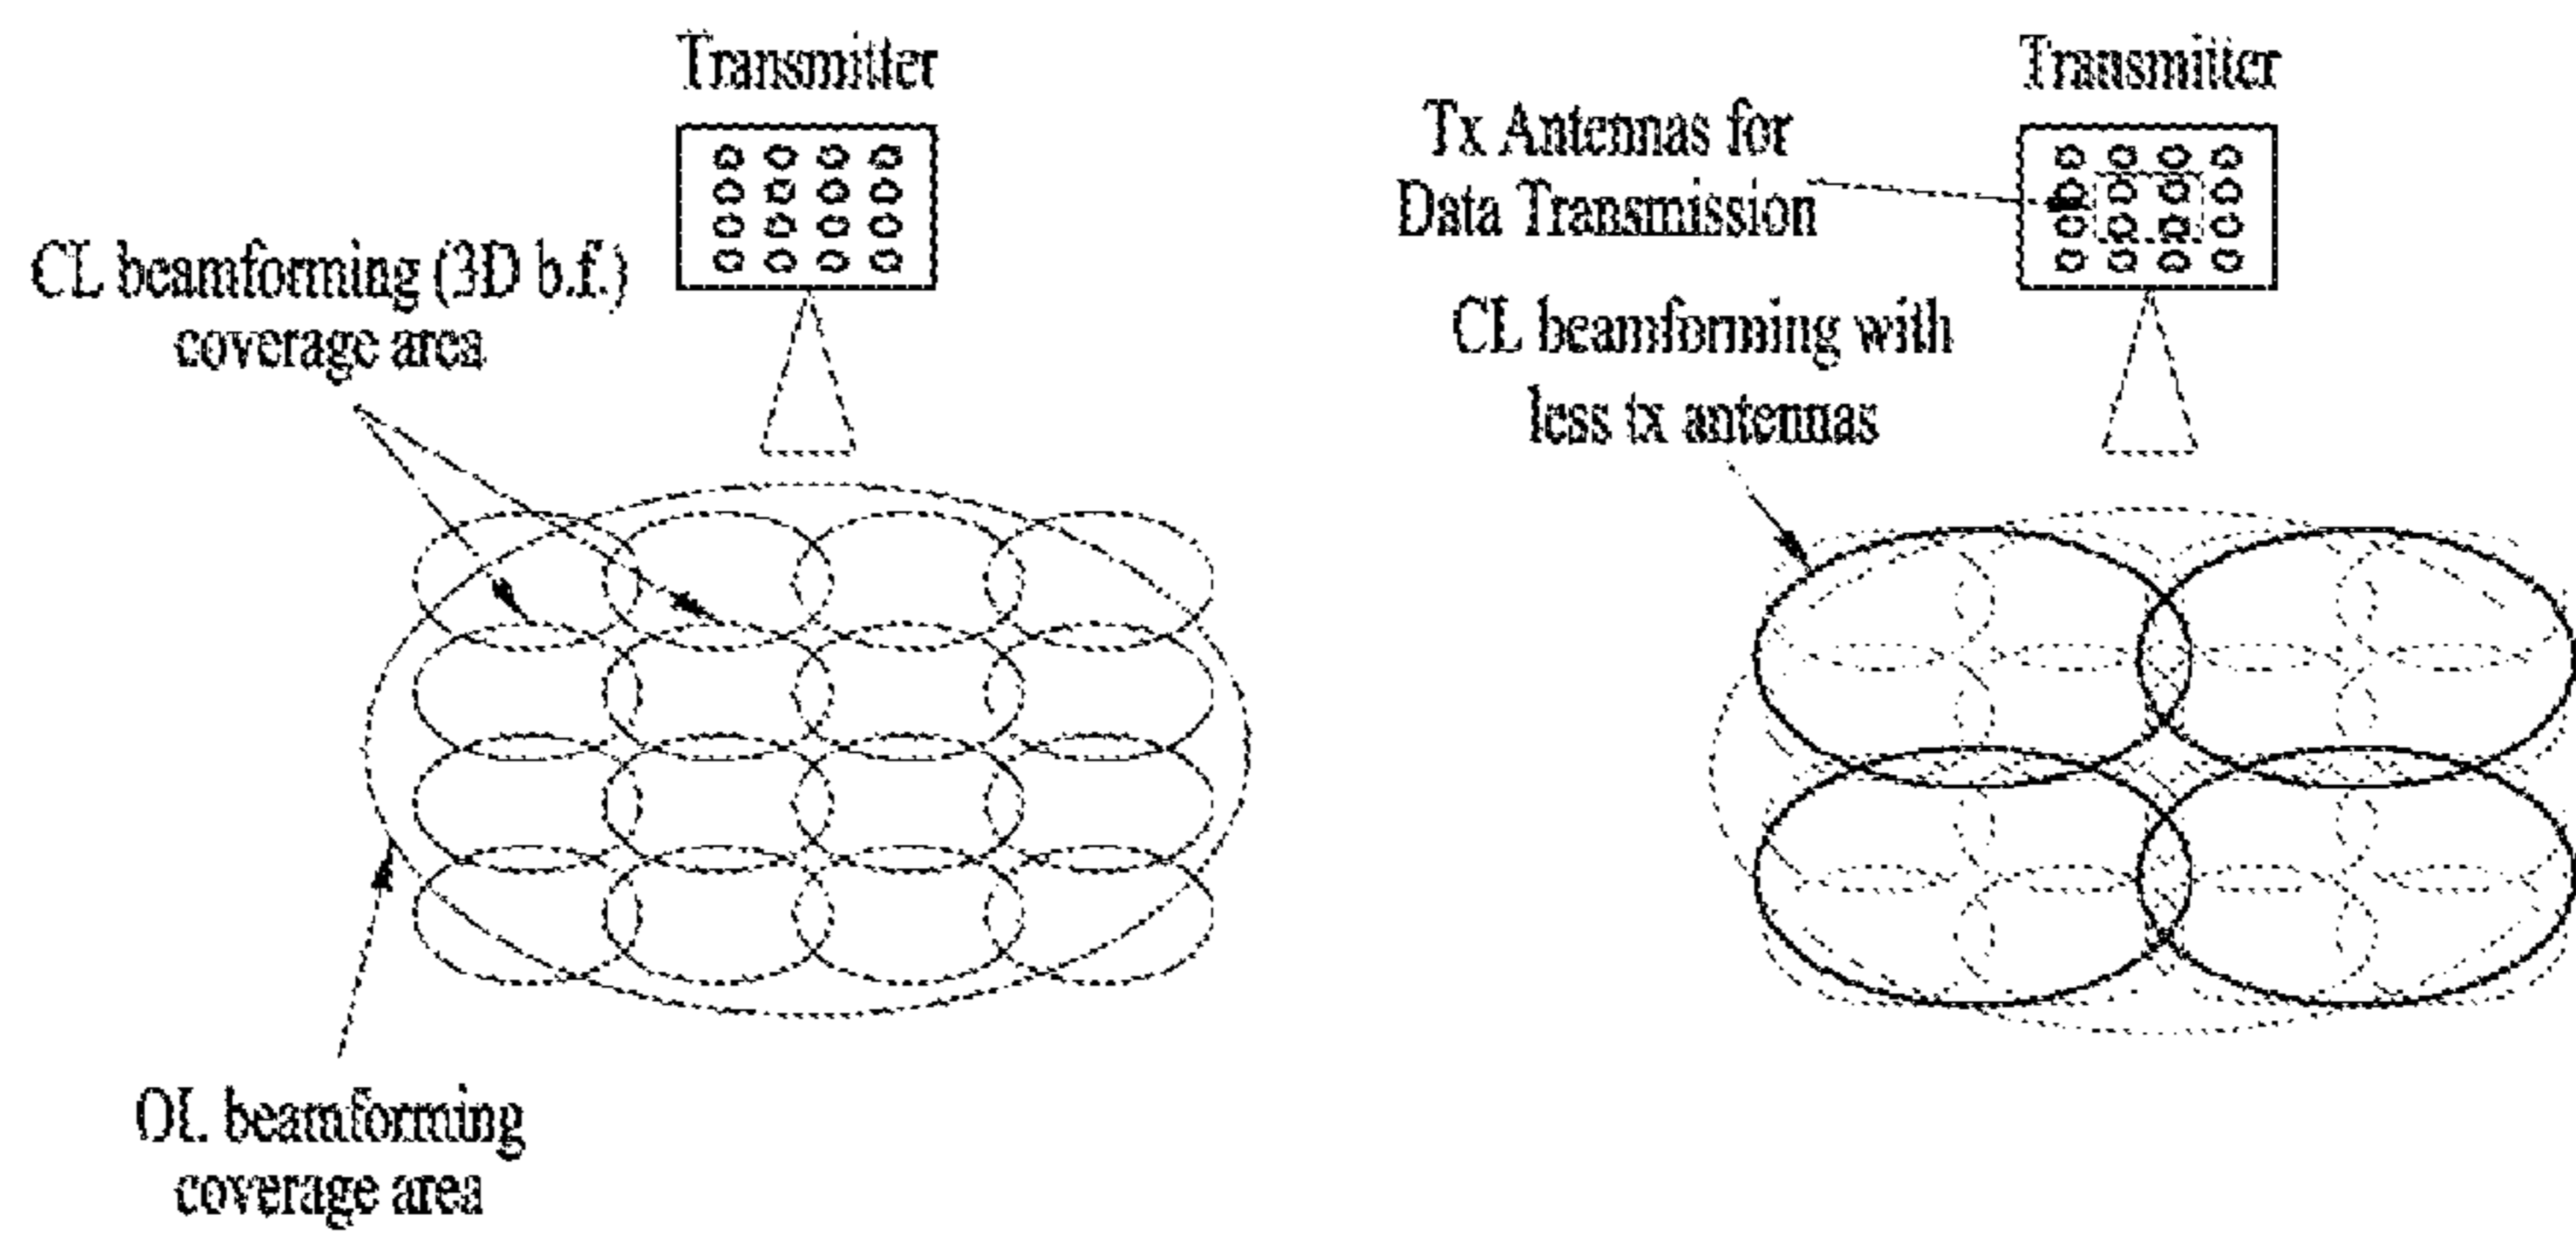 Transmitter
CL beamforming (3D b.f.)
coverage area
OL beamforming
coverage area
Transmitter
Tx Antennas for
Data Transmission
CL beamforming with
less tx antennas